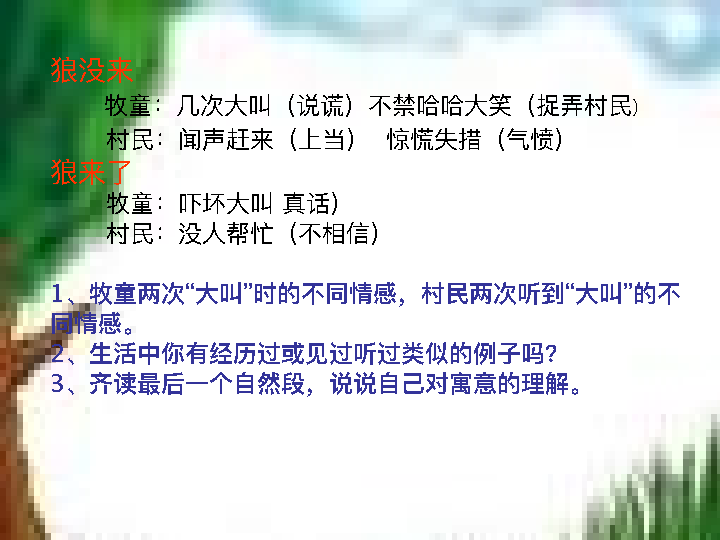 狼没来
牧童：几次大叫（说谎）不禁哈哈大笑（捉弄村民）
村民：闻声赶来（上当） 惊慌失措（气愤）
狼来了
牧童：吓坏大叫 真话）
村民：没人帮忙（不相信）
1、牧童两次“大叫”时的不同情感，村民两次听到“大叫”的不
同情感。
2、生活中你有经历过或见过听过类似的例子吗？
3、齐读最后一个自然段，说说自己对寓意的理解。